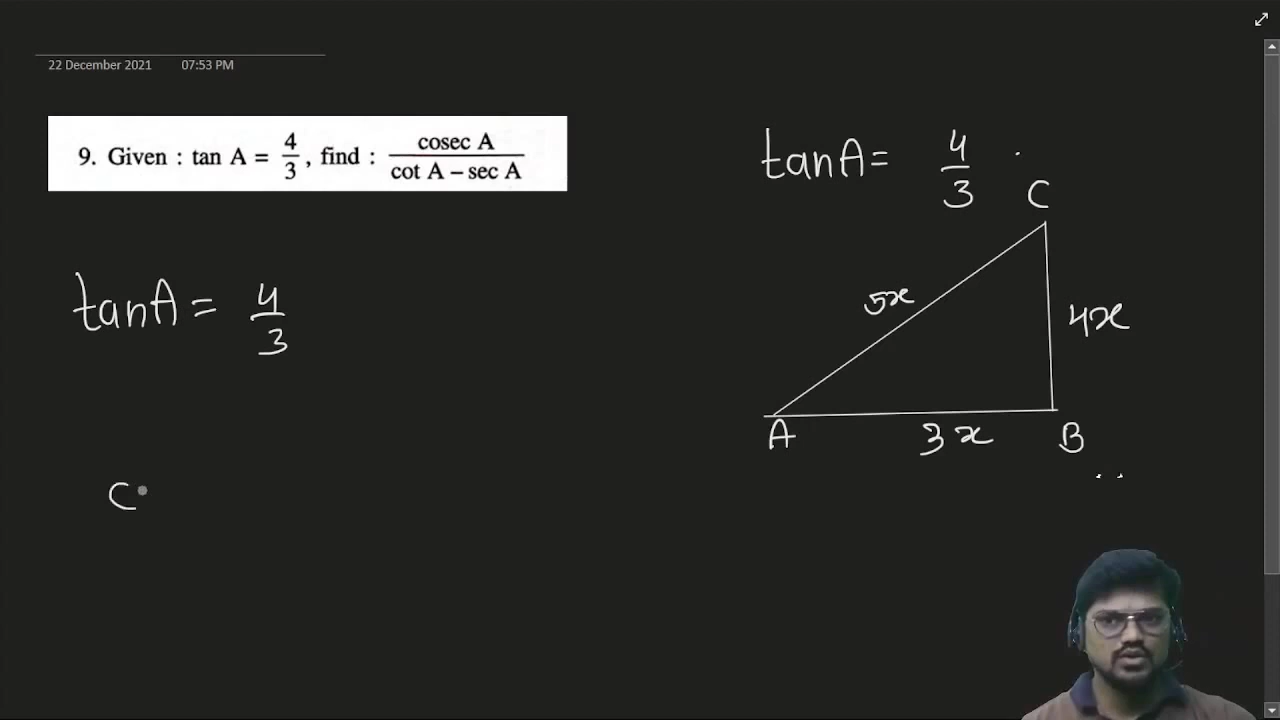 22 December 2021 07:53 PM
9. Given : tan A = 4/3, find : cosec A / cot A – sec A
tanA = 4/3
C
tanA = 4/3
C
5x
4x
A
3x
B